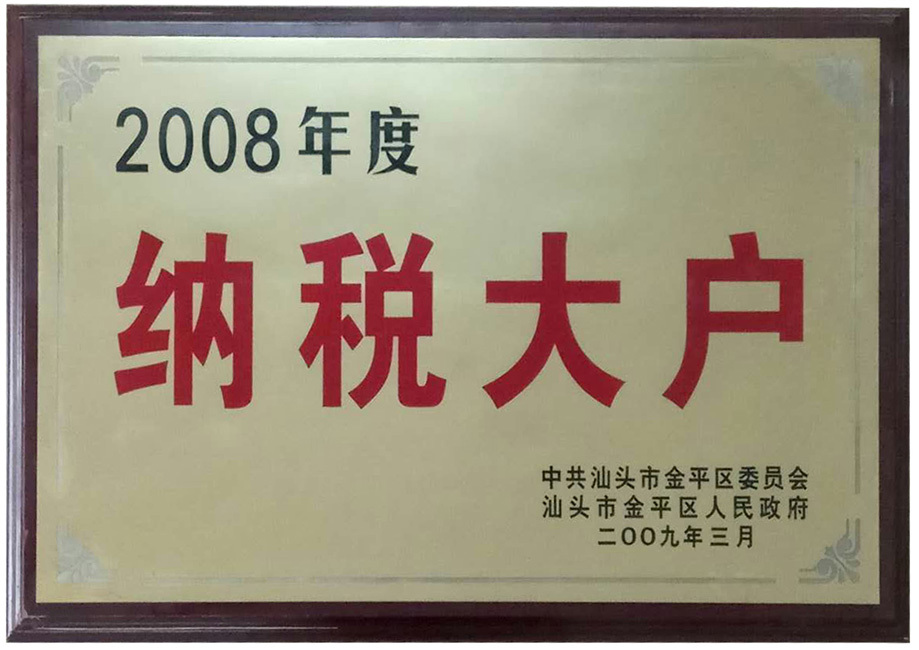 2008年度
纳税大户
中共汕头市金平区委员会
汕头市金平区人民政府
二〇〇九年三月